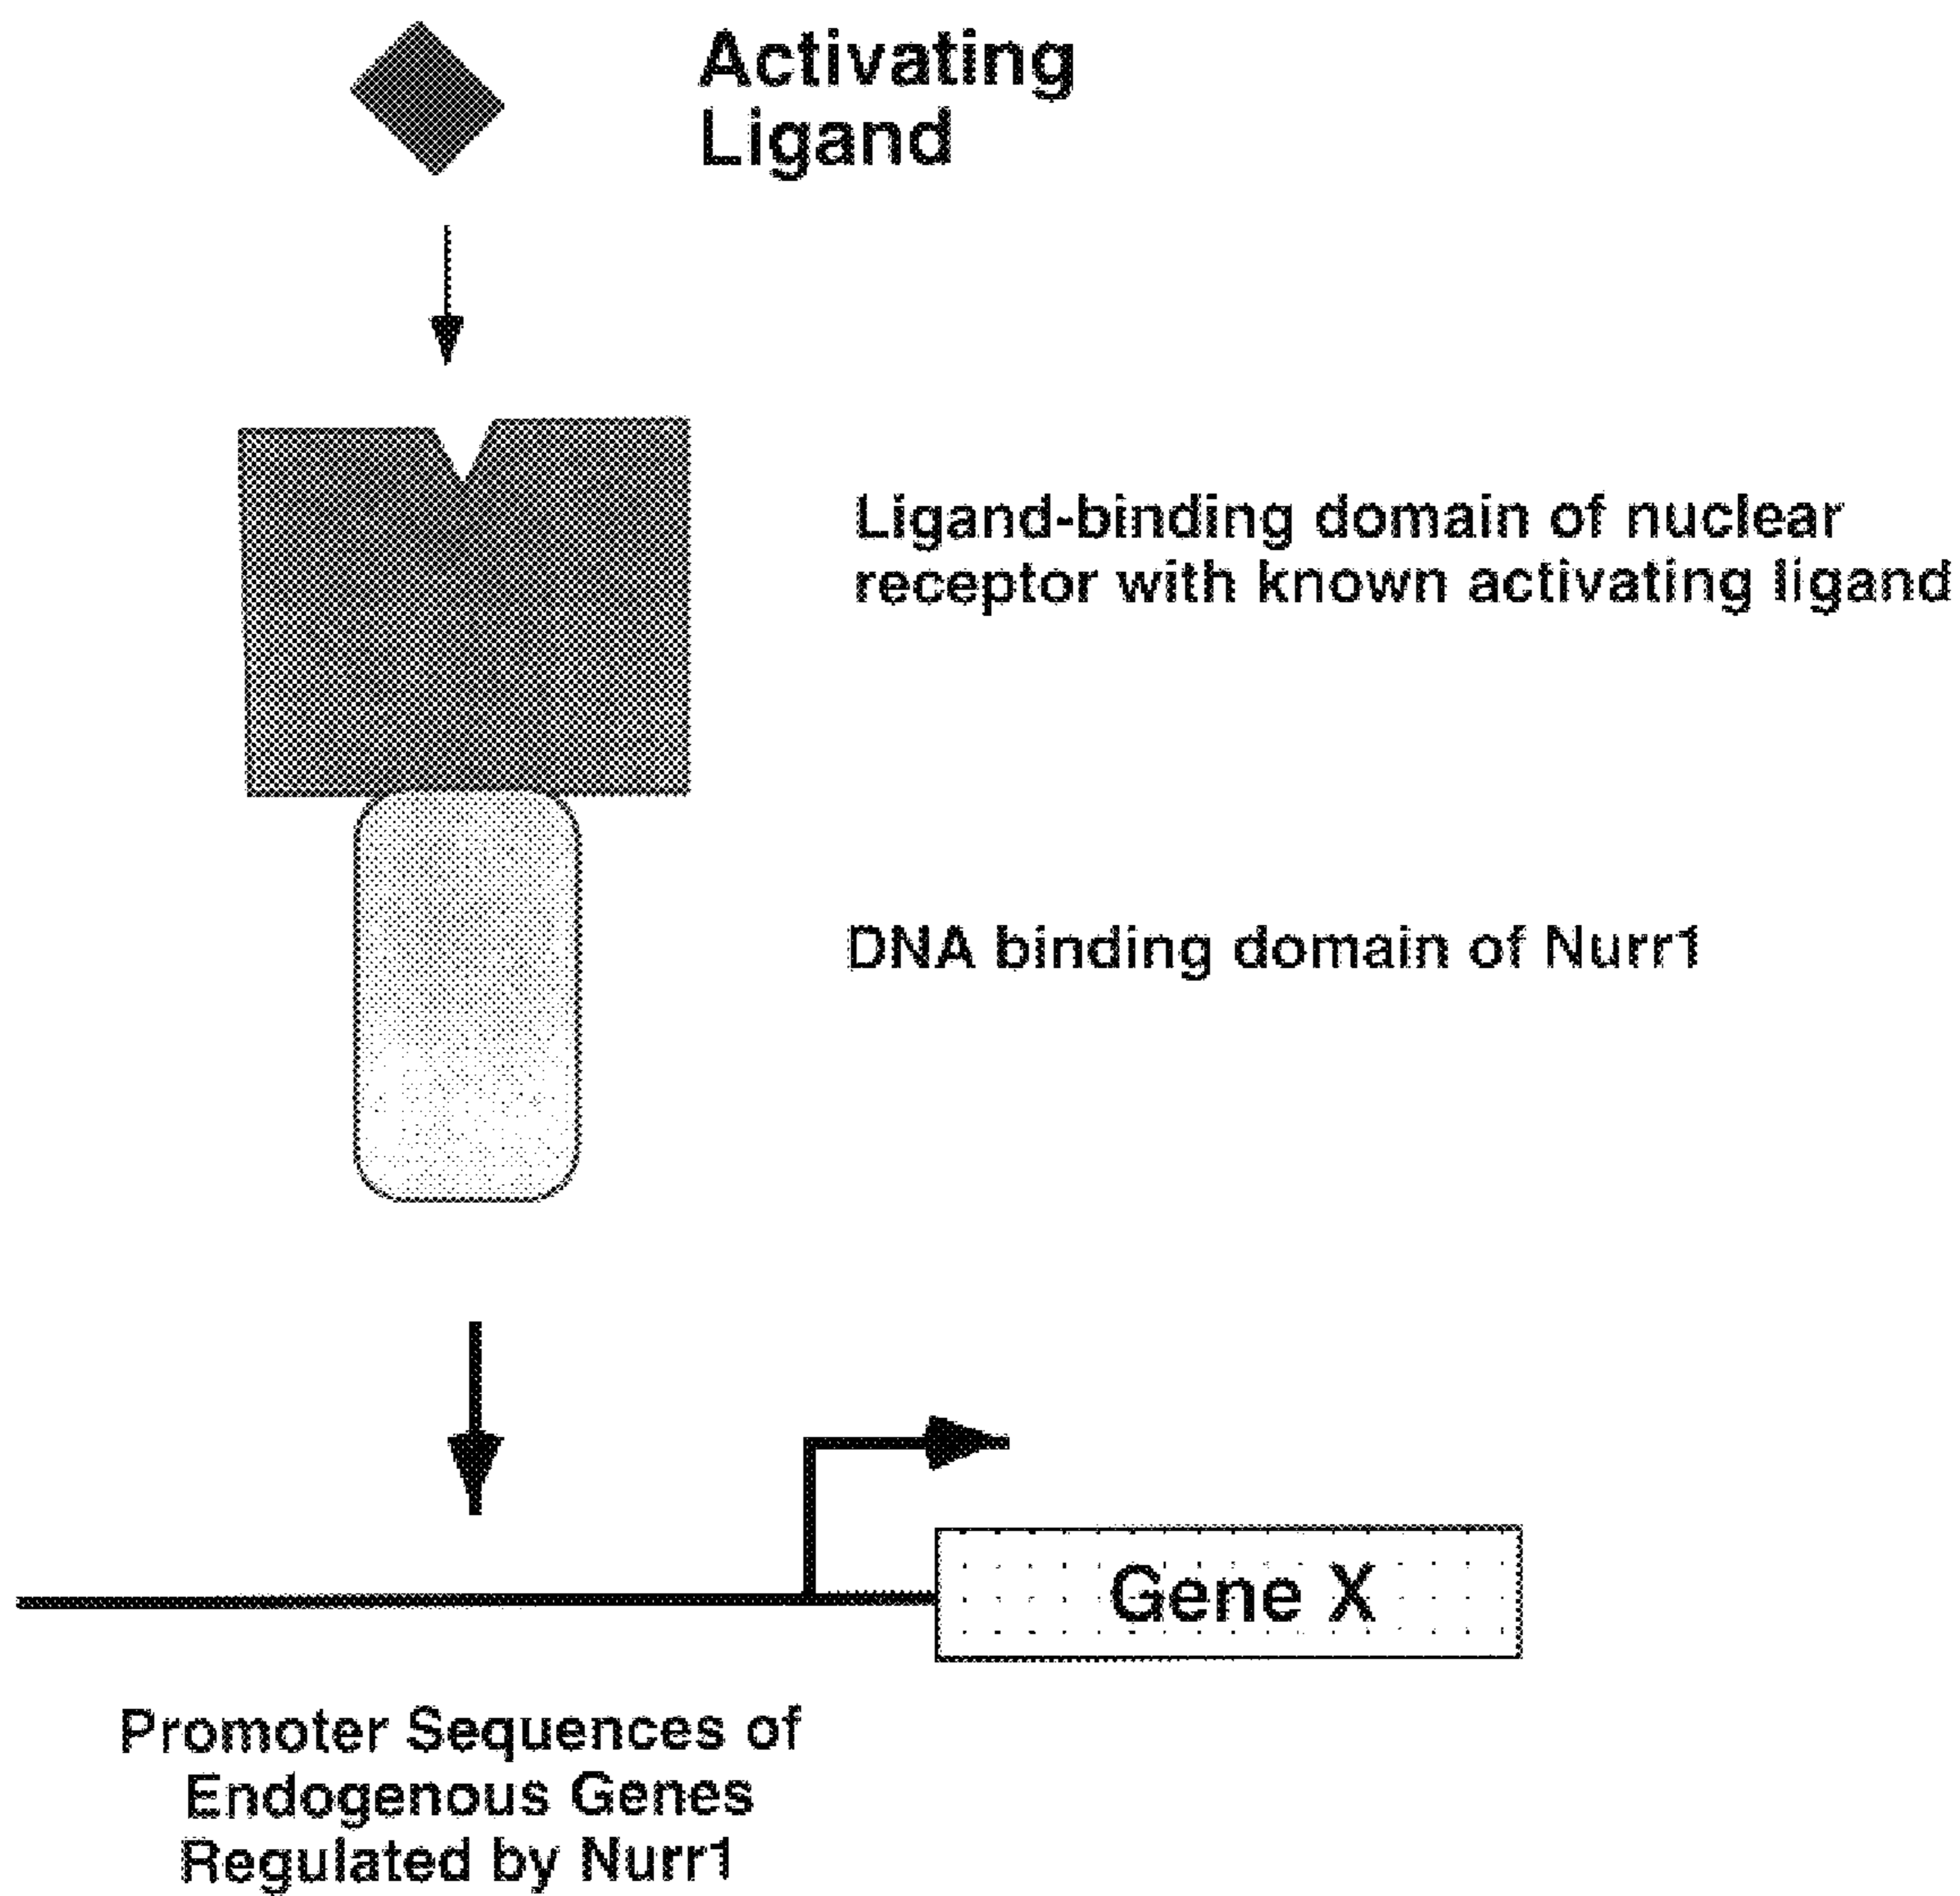 Activating
Ligand
Ligand-binding domain of nuclear
receptor with known activating ligand
DNA binding domain of Nurr1
Gene X
Promoter Sequences of
Endogenous Genes
Regulated by Nurr1